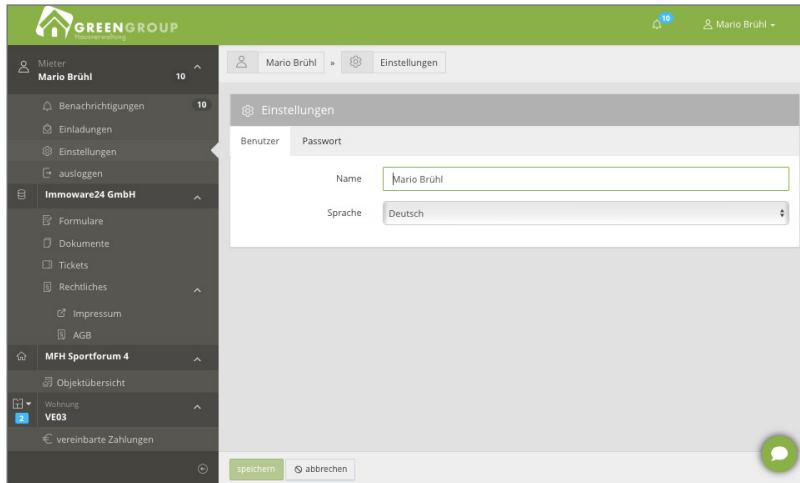 GREENGROUP
Hausverwaltung
10
Mario Brühl
Mieter
Mario Brühl
10
Benachrichtigungen
10
Einladungen
Einstellungen
ausloggen
Immoware24 GmbH
Formulare
Dokumente
Tickets
Rechtliches
Impressum
AGB
MFH Sportforum 4
Objektübersicht
Wohnung
2
VE03
vereinbarte Zahlungen
Mario Brühl » Einstellungen
Einstellungen
Benutzer Passwort
Name Mario Brühl
Sprache Deutsch
speichern abbrechen